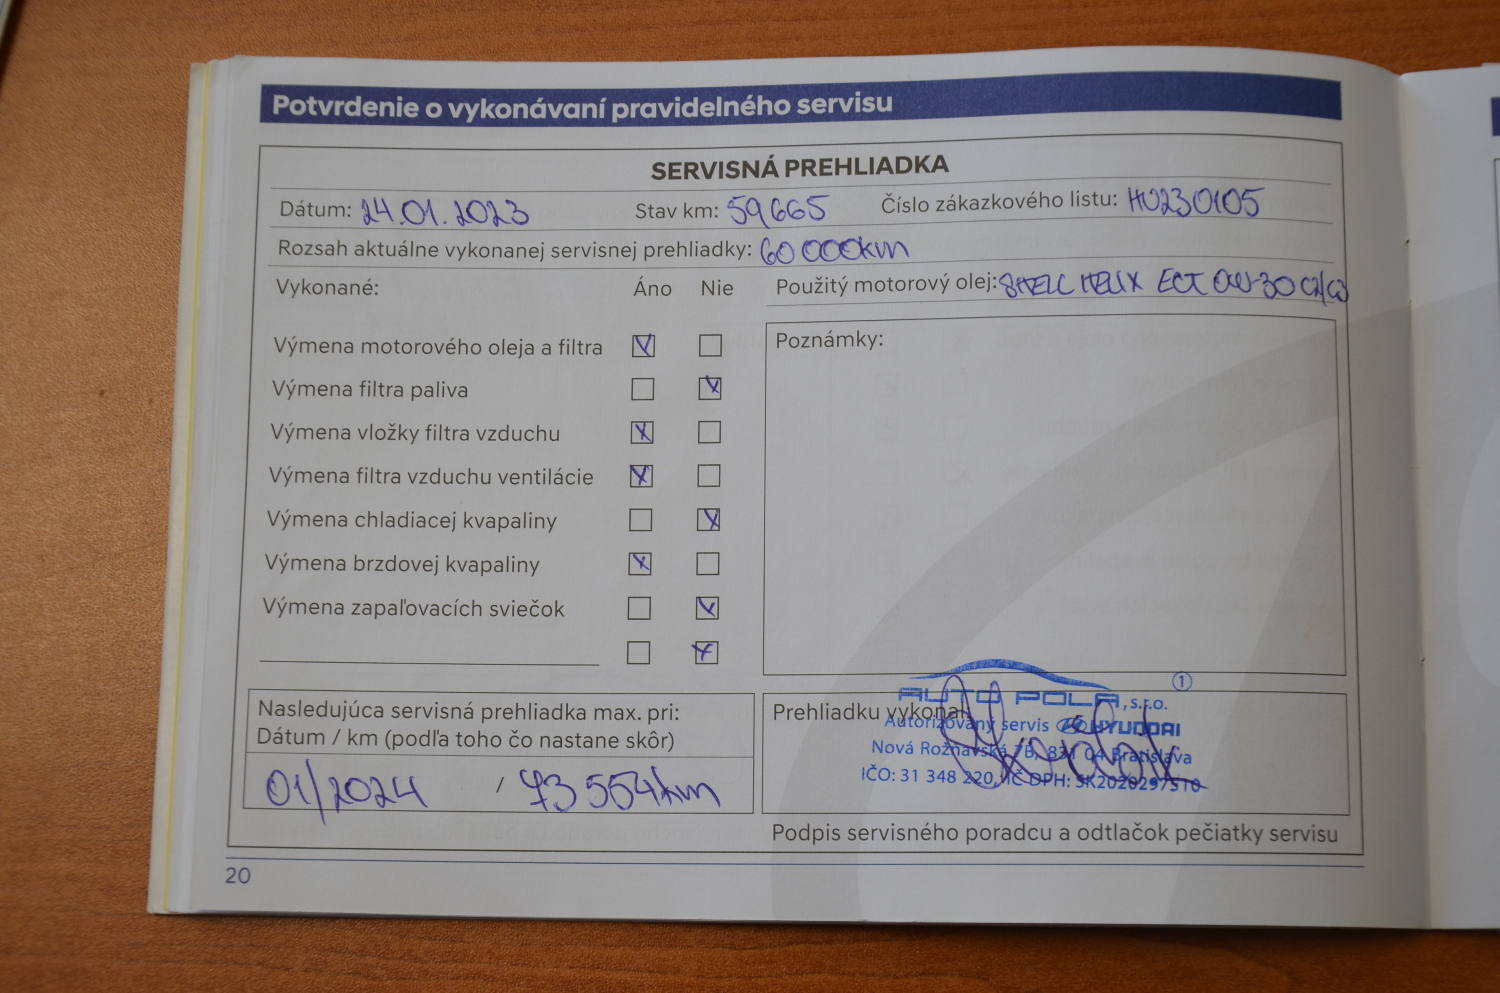 Potvrdenie o vykonávaní pravidelného servisu
SERVISNÁ PREHLIADKA
Dátum: 24.01.2023 Stav km: 59665 Číslo zákazkového listu: HU230105
Rozsah aktuálne vykonanej servisnej prehliadky: 60 000km
Vykonané: Áno Nie Použitý motorový olej: SHELL HELIX ECT 0W-30 C2/C3
Poznámky:
Výmena motorového oleja a filtra
Výmena filtra paliva
Výmena vložky filtra vzduchu
Výmena filtra vzduchu ventilácie
Výmena chladiacej kvapaliny
Výmena brzdovej kvapaliny
Výmena zapaľovacích sviečok
Nasledujúca servisná prehliadka max. pri:
Dátum / km (podľa toho čo nastane skôr)
01/2024 / 73 554km
Prehliadku vykonal:
1
AUTO POLA, s.r.o.
Autorizovaný servis HYUNDAI
Nová Rožňavská 7B, 831 04 Bratislava
IČO: 31 348 220, IČ DPH: SK2020297510
Podpis servisného poradcu a odtlačok pečiatky servisu
20